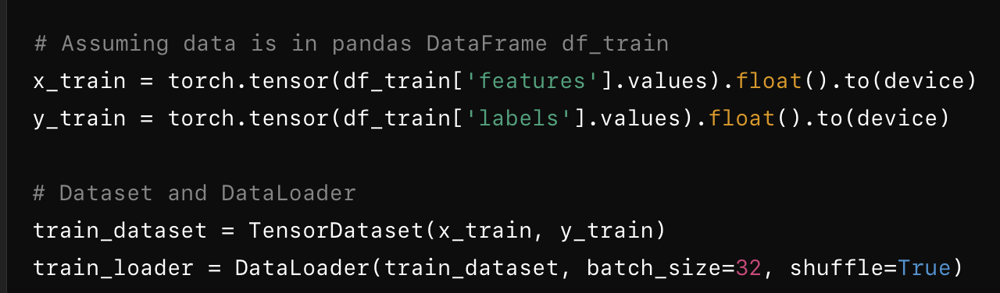 # Assuming data is in pandas DataFrame df_train
x_train = torch.tensor(df_train['features'].values).float().to(device)
y_train = torch.tensor(df_train['labels'].values).float().to(device)
# Dataset and DataLoader
train_dataset = TensorDataset(x_train, y_train)
train_loader = DataLoader(train_dataset, batch_size=32, shuffle=True)